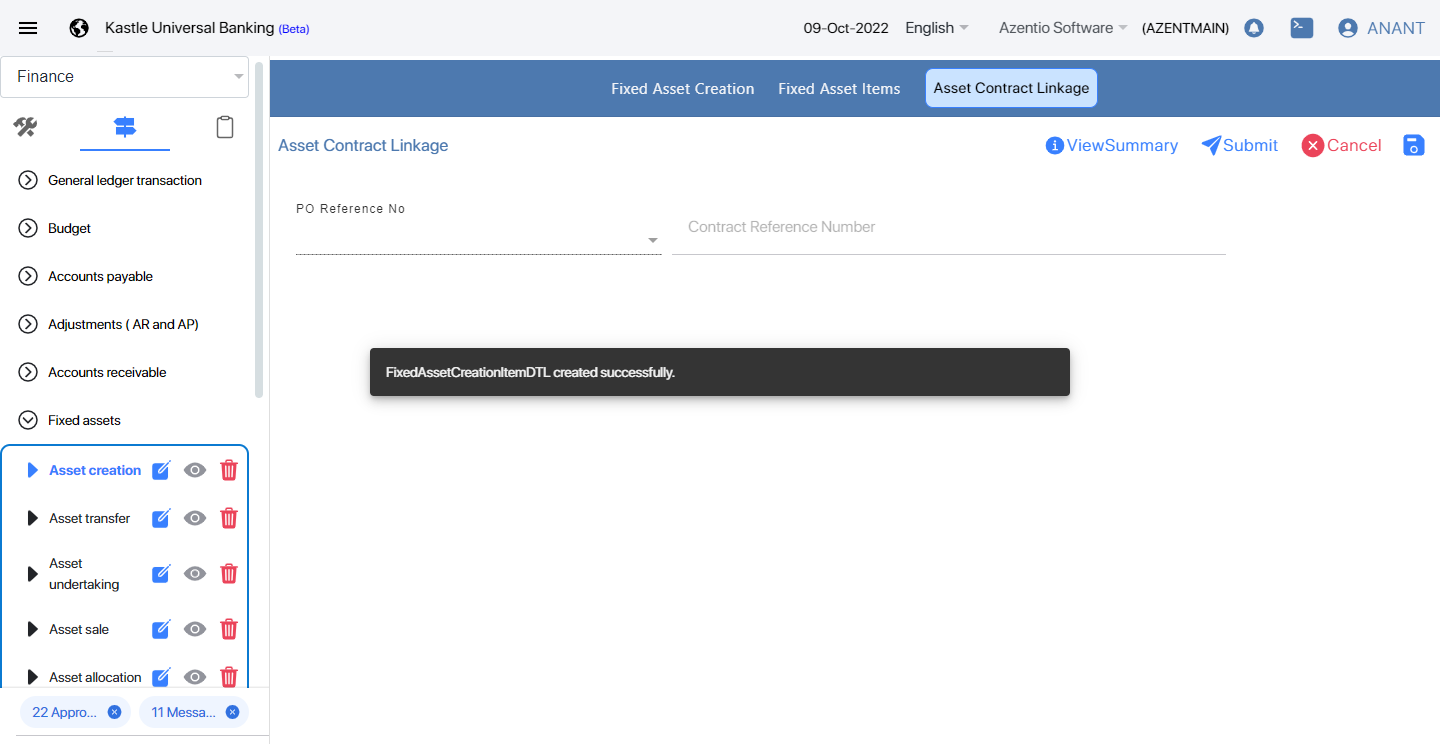 Kastle Universal Banking (Beta)
09-Oct-2022
English
Azentio Software
(AZENTMAIN)
ANANT
Finance
Fixed Asset Creation
Fixed Asset Items
Asset Contract Linkage
Asset Contract Linkage
ViewSummary
Submit
Cancel
General ledger transaction
Budget
Accounts payable
Adjustments ( AR and AP)
Accounts receivable
Fixed assets
Asset creation
Asset transfer
Asset
undertaking
Asset sale
Asset allocation
22 Appro...
11 Messa...
PO Reference No
Contract Reference Number
FixedAssetCreationItemDTL created successfully.